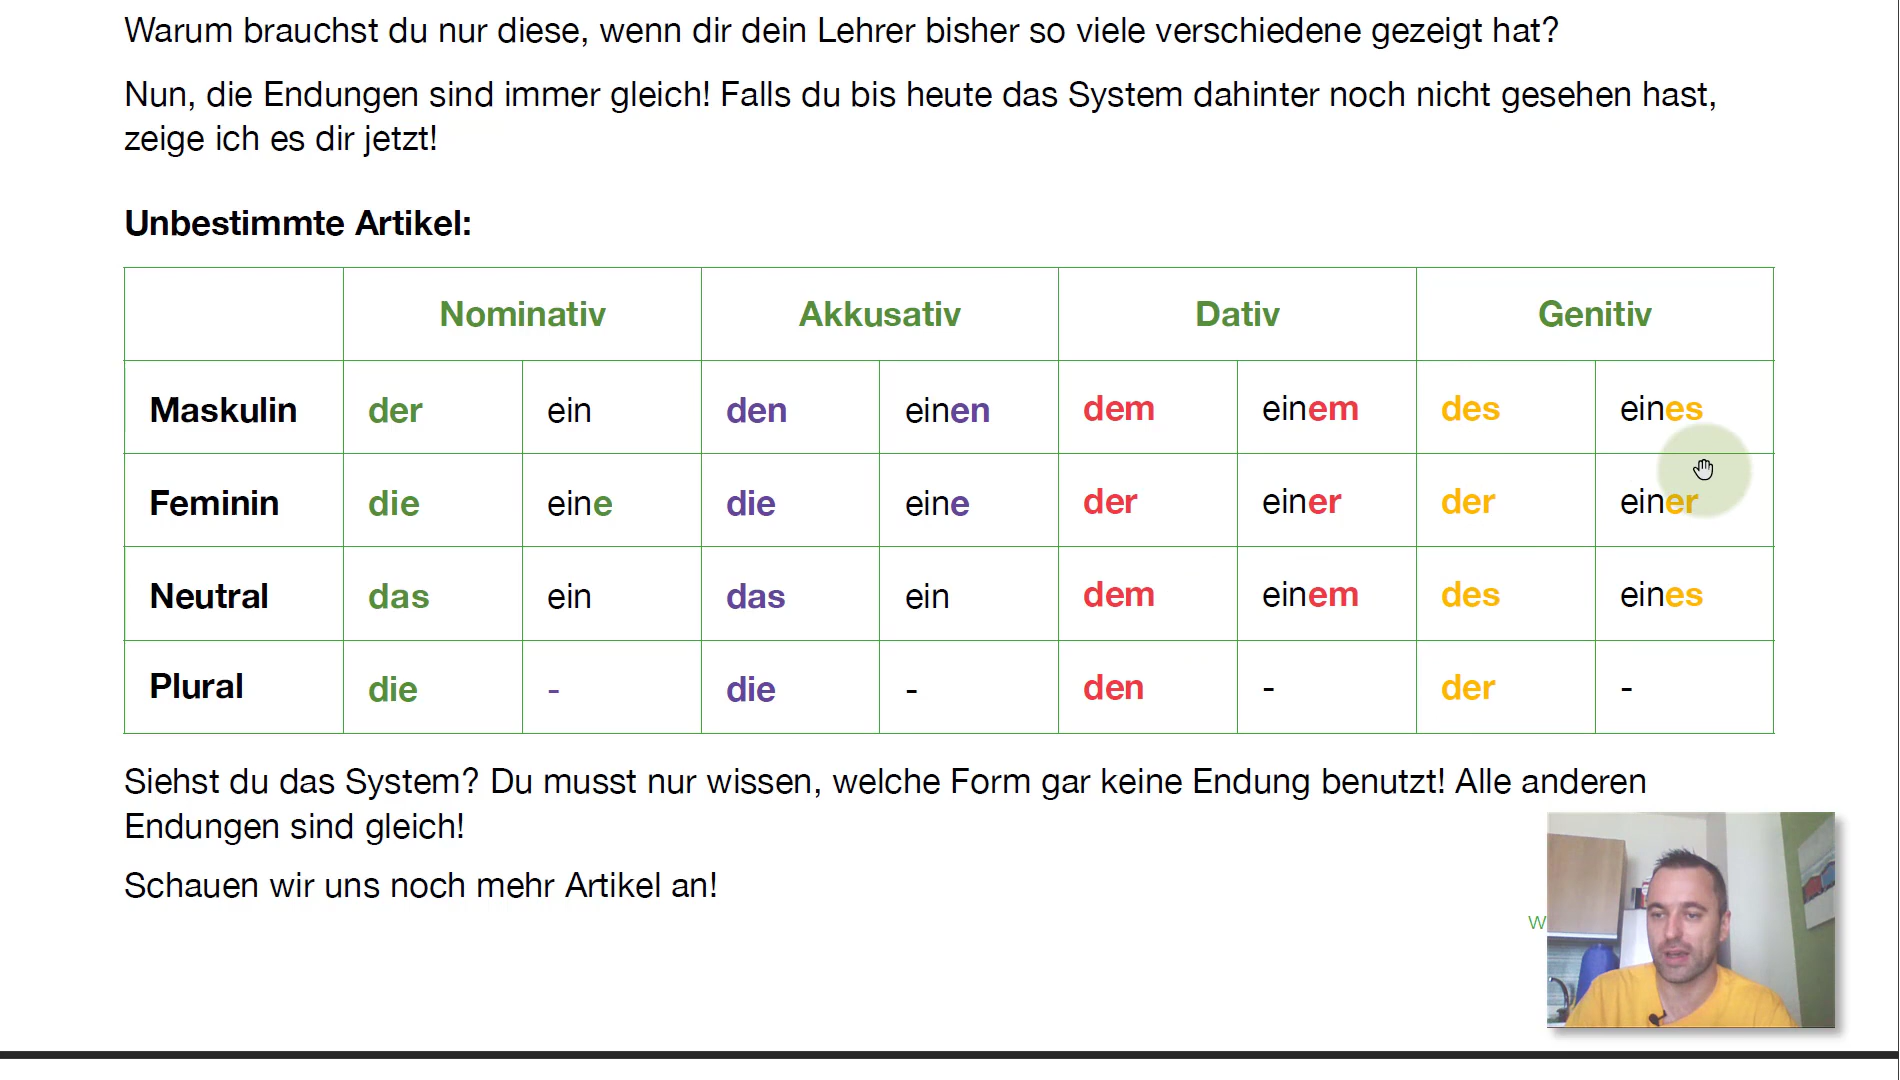 Warum brauchst du nur diese, wenn dir dein Lehrer bisher so viele verschiedene gezeigt hat?
Nun, die Endungen sind immer gleich! Falls du bis heute das System dahinter noch nicht gesehen hast,
zeige ich es dir jetzt!
Unbestimmte Artikel:
Nominativ Akkusativ Dativ Genitiv
Maskulin der ein den einen dem einem des eines
Feminin die eine die eine der einer der einer
Neutral das ein das ein dem einem des eines
Plural die - die - den - der -
Siehst du das System? Du musst nur wissen, welche Form gar keine Endung benutzt! Alle anderen
Endungen sind gleich!
Schauen wir uns noch mehr Artikel an!